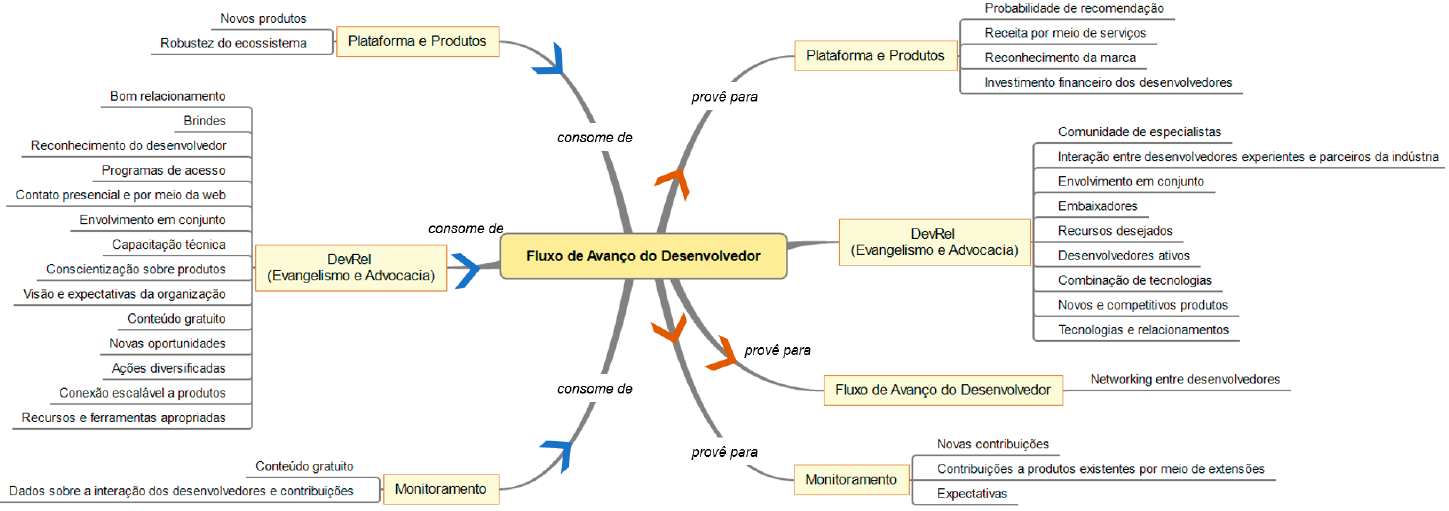 Novos produtos
Robustez do ecossistema
Plataforma e Produtos
consome de
Bom relacionamento
Brindes
Reconhecimento do desenvolvedor
Programas de acesso
Contato presencial e por meio da web
Envolvimento em conjunto
Capacitação técnica
Conscientização sobre produtos
Visão e expectativas da organização
Conteúdo gratuito
Novas oportunidades
Ações diversificadas
Conexão escalável a produtos
Recursos e ferramentas apropriadas
DevRel
(Evangelismo e Advocacia)
consome de
Conteúdo gratuito
Dados sobre a interação dos desenvolvedores e contribuições
Monitoramento
consome de
Fluxo de Avanço do Desenvolvedor
provê para
Plataforma e Produtos
Probabilidade de recomendação
Receita por meio de serviços
Reconhecimento da marca
Investimento financeiro dos desenvolvedores
DevRel
(Evangelismo e Advocacia)
Comunidade de especialistas
Interação entre desenvolvedores experientes e parceiros da indústria
Envolvimento em conjunto
Embaixadores
Recursos desejados
Desenvolvedores ativos
Combinação de tecnologias
Novos e competitivos produtos
Tecnologias e relacionamentos
provê para
Fluxo de Avanço do Desenvolvedor
Networking entre desenvolvedores
provê para
Monitoramento
Novas contribuições
Contribuições a produtos existentes por meio de extensões
Expectativas